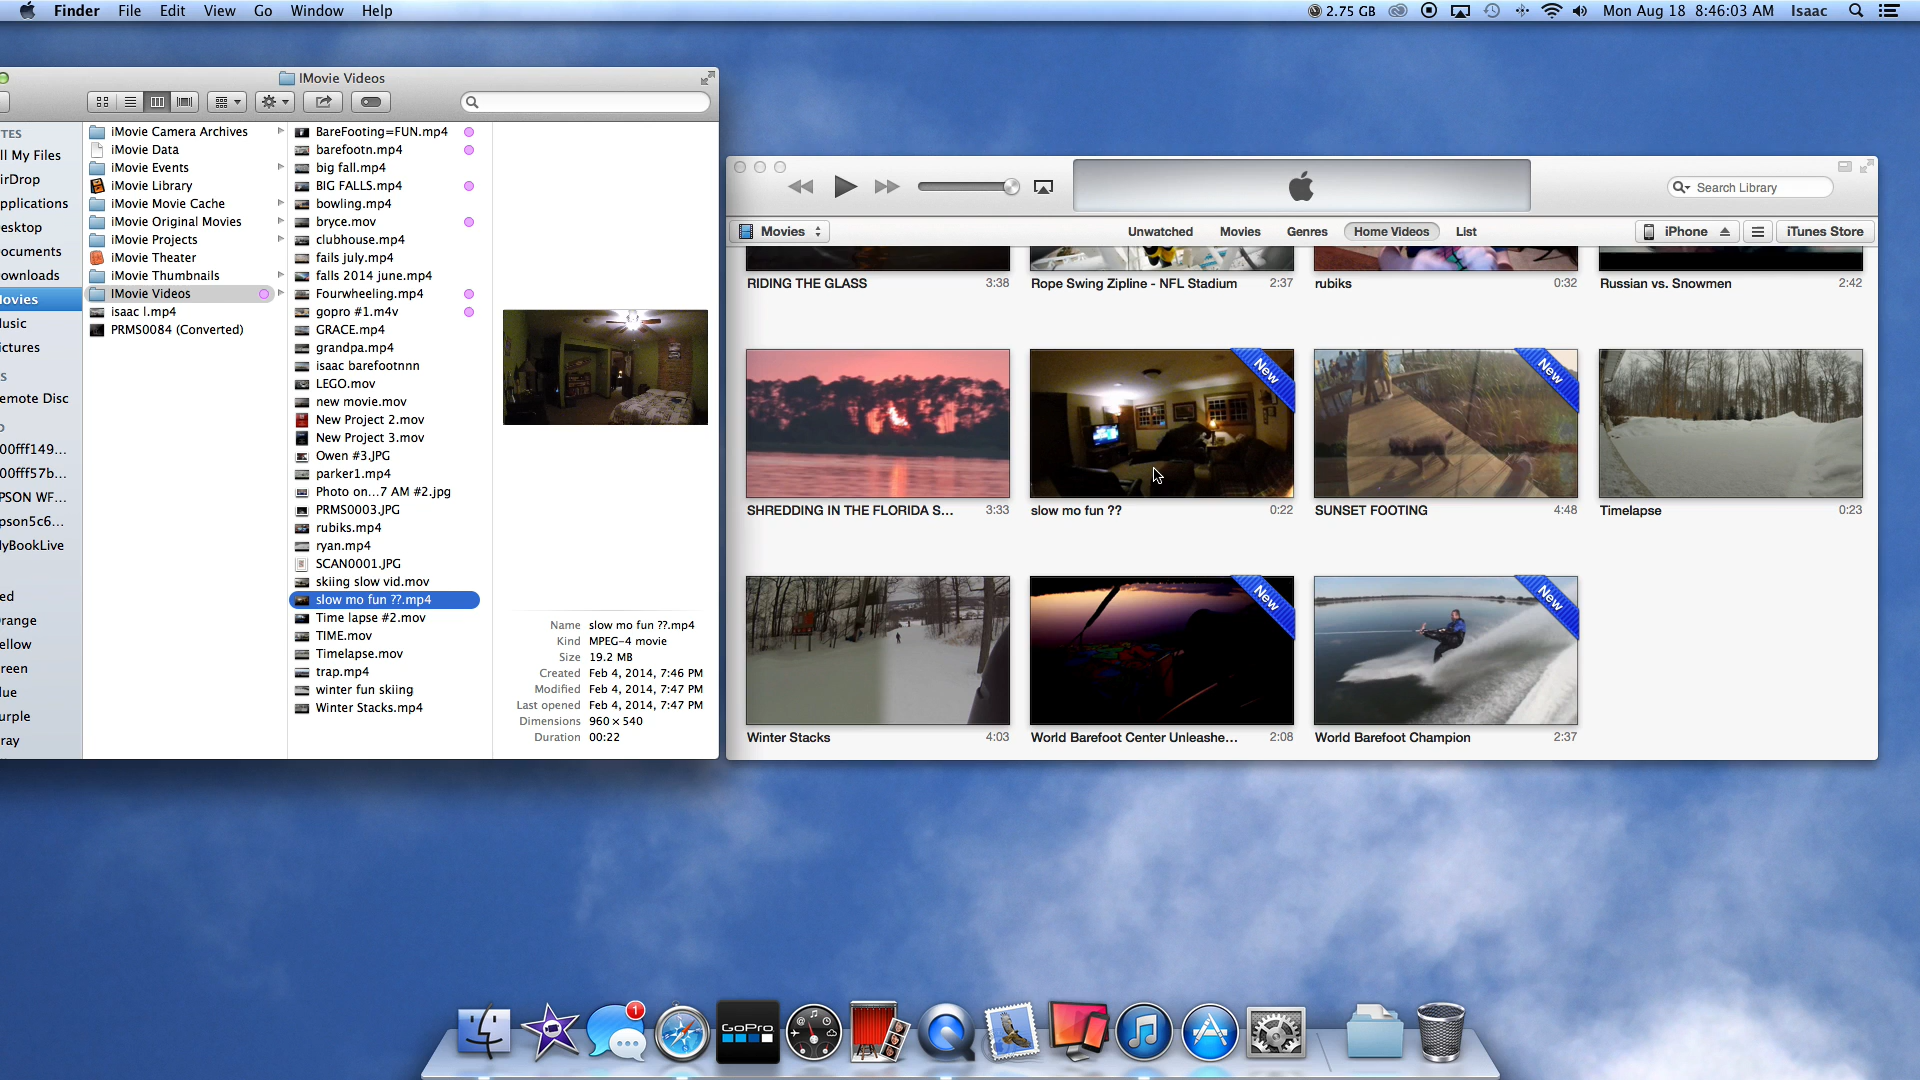 Finder File Edit View Go Window Help
2.75 GB Mon Aug 18 8:46:03 AM Isaac
IMovie Videos
TES
ll My Files
irDrop
pplications
esktop
ocuments
ownloads
ovies
usic
ictures
S
emote Disc
D
00fff149...
00fff57b...
PSON WF...
pson5c6...
lyBookLive
ed
range
ellow
reen
lue
urple
ray
iMovie Camera Archives
iMovie Data
iMovie Events
iMovie Library
iMovie Movie Cache
iMovie Original Movies
iMovie Projects
iMovie Theater
iMovie Thumbnails
IMovie Videos
isaac l.mp4
PRMS0084 (Converted)
BareFooting=FUN.mp4
barefootn.mp4
big fall.mp4
BIG FALLS.mp4
bowling.mp4
bryce.mov
clubhouse.mp4
fails july.mp4
falls 2014 june.mp4
Fourwheeling.mp4
gopro #1.m4v
GRACE.mp4
grandpa.mp4
isaac barefootnnn
LEGO.mov
new movie.mov
New Project 2.mov
New Project 3.mov
Owen #3.JPG
parker1.mp4
Photo on...7 AM #2.jpg
PRMS0003.JPG
rubiks.mp4
ryan.mp4
SCAN0001.JPG
skiing slow vid.mov
slow mo fun ??.mp4
Time lapse #2.mov
TIME.mov
Timelapse.mov
trap.mp4
winter fun skiing
Winter Stacks.mp4
Name slow mo fun ??.mp4
Kind MPEG-4 movie
Size 19.2 MB
Created Feb 4, 2014, 7:46 PM
Modified Feb 4, 2014, 7:47 PM
Last opened Feb 4, 2014, 7:47 PM
Dimensions 960 × 540
Duration 00:22
Search Library
Movies Unwatched Movies Genres Home Videos List iPhone iTunes Store
RIDING THE GLASS 3:38
Rope Swing Zipline - NFL Stadium 2:37
rubiks 0:32
Russian vs. Snowmen 2:42
New
New
SHREDDING IN THE FLORIDA S... 3:33
slow mo fun ?? 0:22
SUNSET FOOTING 4:48
Timelapse 0:23
New
New
Winter Stacks 4:03
World Barefoot Center Unleashe... 2:08
World Barefoot Champion 2:37
1
GoPro